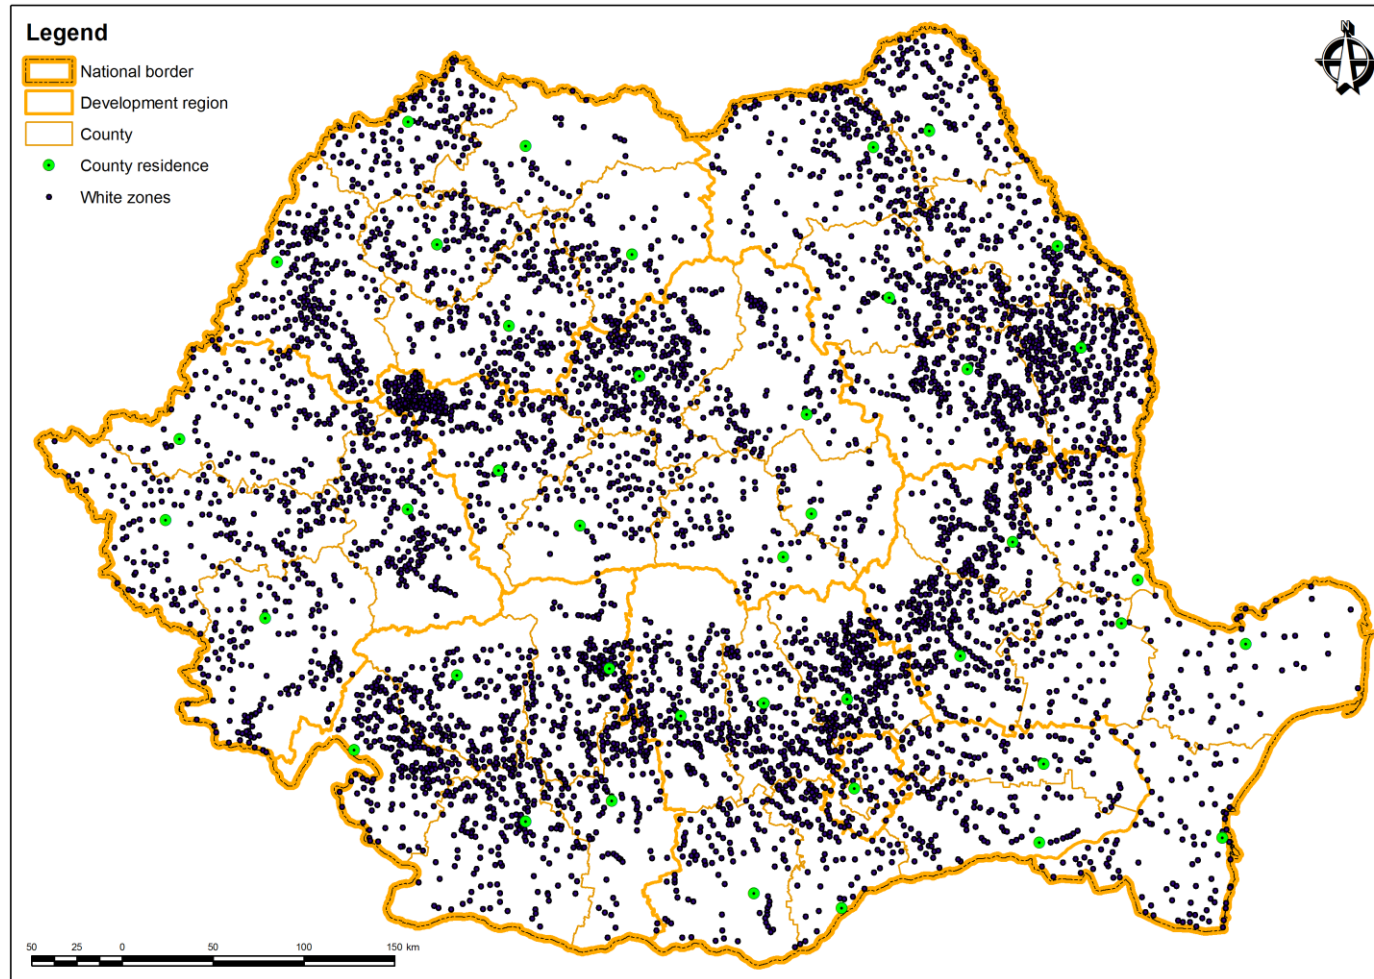 Legend
National border
Development region
County
County residence
White zones
N
50 25 0 50 100 150 km